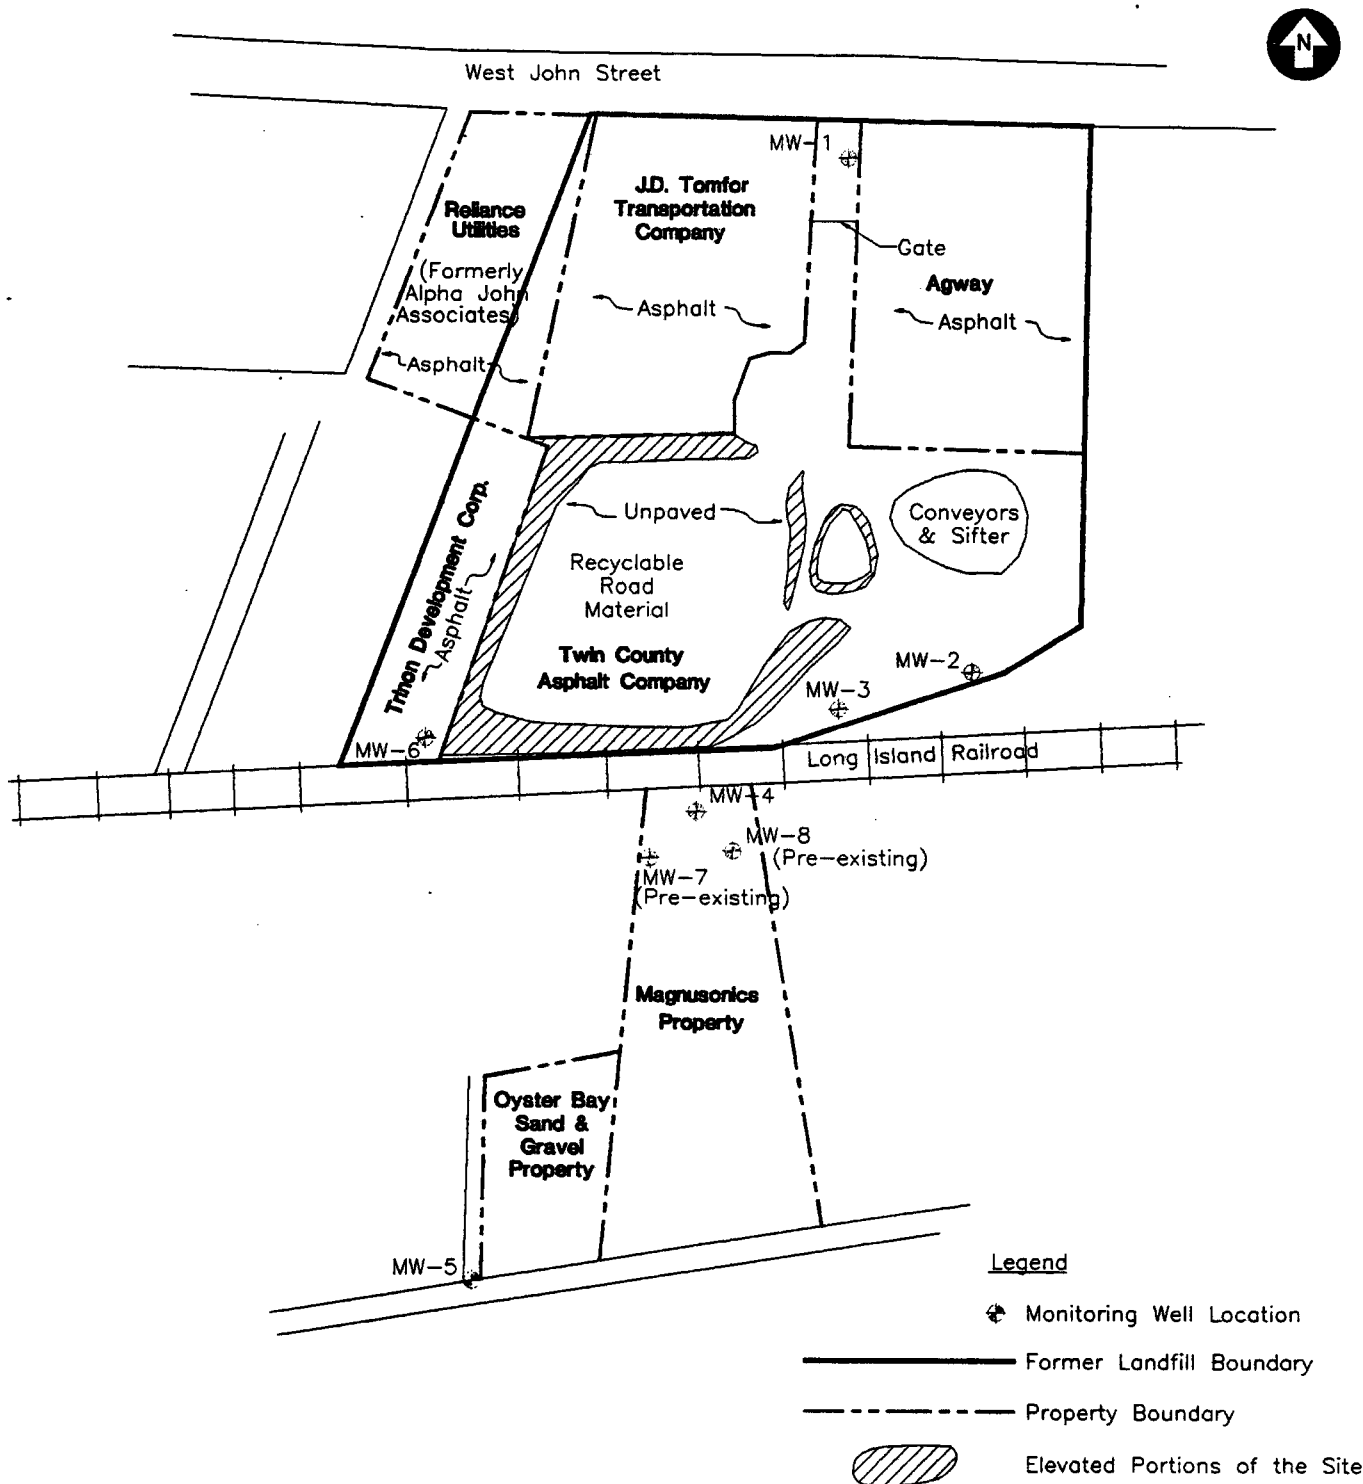 N
West John Street
MW-1
J.D. Tomfor
Transportation
Company
Reliance
Utilities
Gate
(Formerly
Alpha John
Associates)
Agway
Asphalt
Asphalt
Asphalt
Trinon Development Corp.
Asphalt
Unpaved
Conveyors
& Sifter
Recyclable
Road
Material
Twin County
Asphalt Company
MW-2
MW-3
MW-6
Long Island Railroad
MW-4
MW-8
(Pre-existing)
MW-7
(Pre-existing)
Magnusonics
Property
Oyster Bay
Sand &
Gravel
Property
MW-5
Legend
Monitoring Well Location
Former Landfill Boundary
Property Boundary
Elevated Portions of the Site